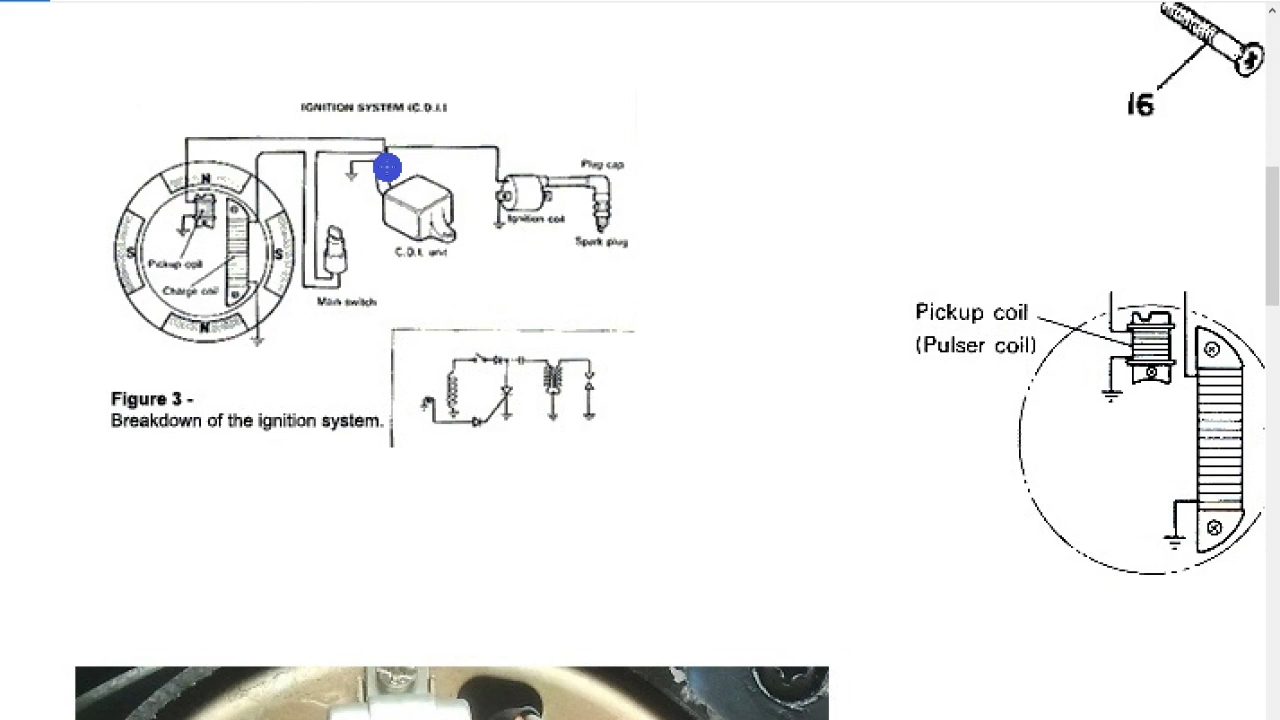 16
IGNITION SYSTEM (C.D.I.)
N
Plug cap
Ignition coil
S
S
Spark plug
Pickup coil
C.D.I. unit
Charge coil
Main switch
N
Pickup coil
(Pulser coil)
Figure 3 -
Breakdown of the ignition system.